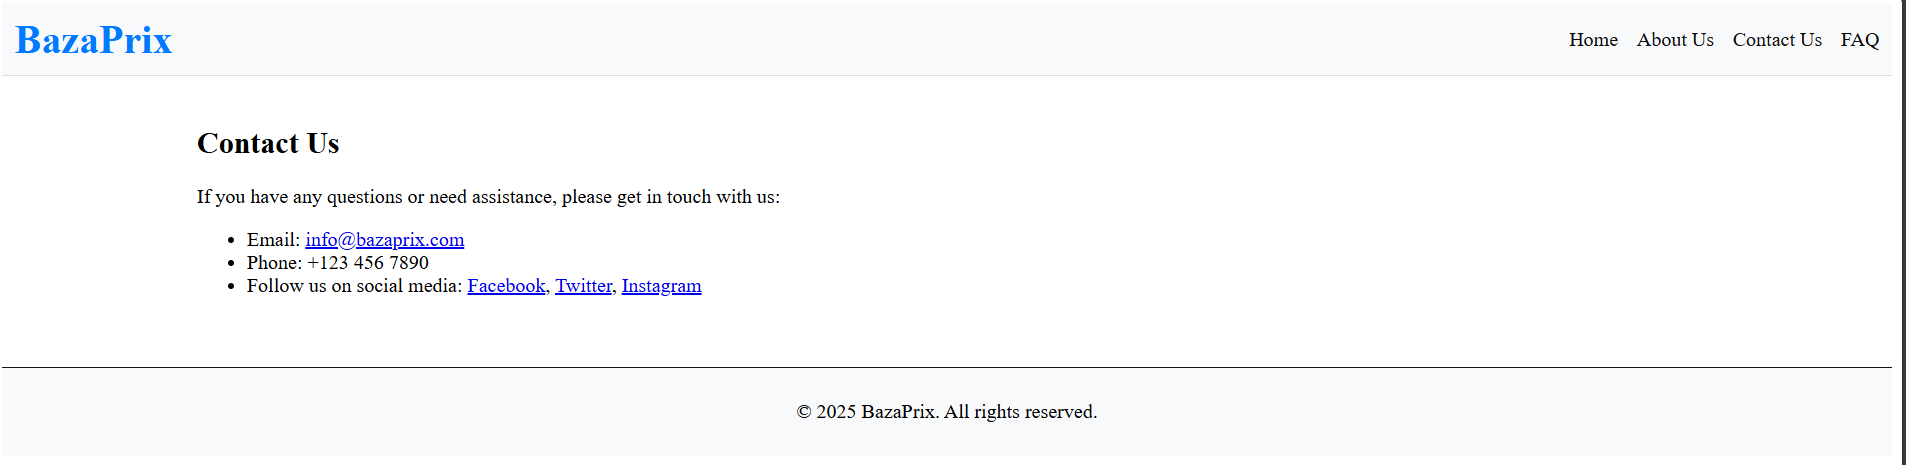 BazaPrix
Home About Us Contact Us FAQ
Contact Us
If you have any questions or need assistance, please get in touch with us:
• Email: info@bazaprix.com
• Phone: +123 456 7890
• Follow us on social media: Facebook, Twitter, Instagram
© 2025 BazaPrix. All rights reserved.